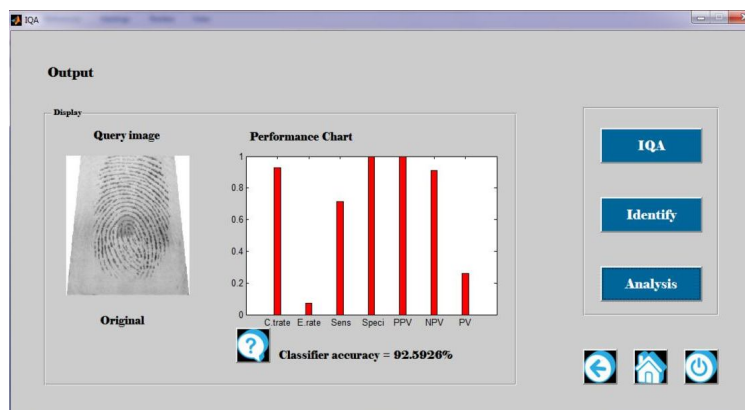 IQA
Output
Display
Query image
Performance Chart
1
0.8
0.6
0.4
0.2
0
C.trate E.rate Sens Speci PPV NPV PV
Original
?
Classifier accuracy = 92.5926%
IQA
Identify
Analysis